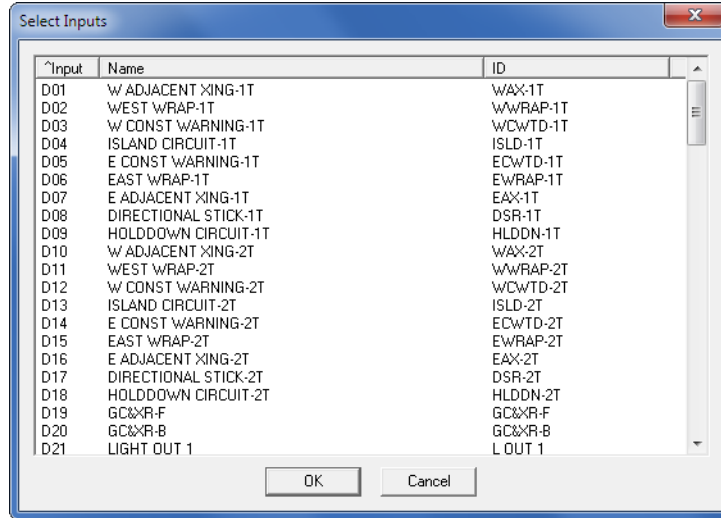 Select Inputs
^Input Name ID
D01 W ADJACENT XING-1T WAX-1T
D02 WEST WRAP-1T WWRAP-1T
D03 W CONST WARNING-1T WCWTD-1T
D04 ISLAND CIRCUIT-1T ISLD-1T
D05 E CONST WARNING-1T ECWTD-1T
D06 EAST WRAP-1T EWRAP-1T
D07 E ADJACENT XING-1T EAX-1T
D08 DIRECTIONAL STICK-1T DSR-1T
D09 HOLDDOWN CIRCUIT-1T HLDDN-1T
D10 W ADJACENT XING-2T WAX-2T
D11 WEST WRAP-2T WWRAP-2T
D12 W CONST WARNING-2T WCWTD-2T
D13 ISLAND CIRCUIT-2T ISLD-2T
D14 E CONST WARNING-2T ECWTD-2T
D15 EAST WRAP-2T EWRAP-2T
D16 E ADJACENT XING-2T EAX-2T
D17 DIRECTIONAL STICK-2T DSR-2T
D18 HOLDDOWN CIRCUIT-2T HLDDN-2T
D19 GC&XR-F GC&XR-F
D20 GC&XR-B GC&XR-B
D21 LIGHT OUT 1 L OUT 1
OK Cancel